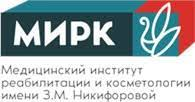 МИРК
Медицинский институт
реабилитации и косметологии
имени З.М. Никифоровой